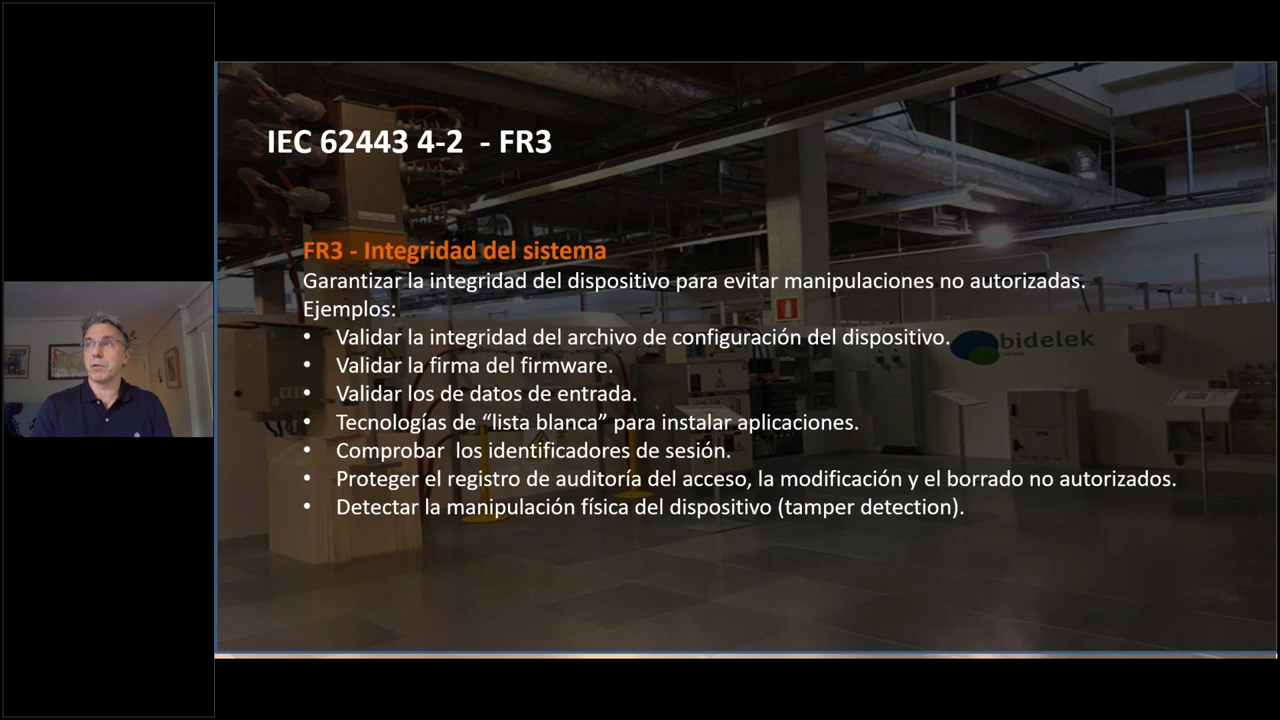 IEC 62443 4-2 - FR3
FR3 - Integridad del sistema
Garantizar la integridad del dispositivo para evitar manipulaciones no autorizadas.
Ejemplos:
• Validar la integridad del archivo de configuración del dispositivo.
• Validar la firma del firmware.
• Validar los de datos de entrada.
• Tecnologías de “lista blanca” para instalar aplicaciones.
• Comprobar los identificadores de sesión.
• Proteger el registro de auditoría del acceso, la modificación y el borrado no autorizados.
• Detectar la manipulación física del dispositivo (tamper detection).
bidelek